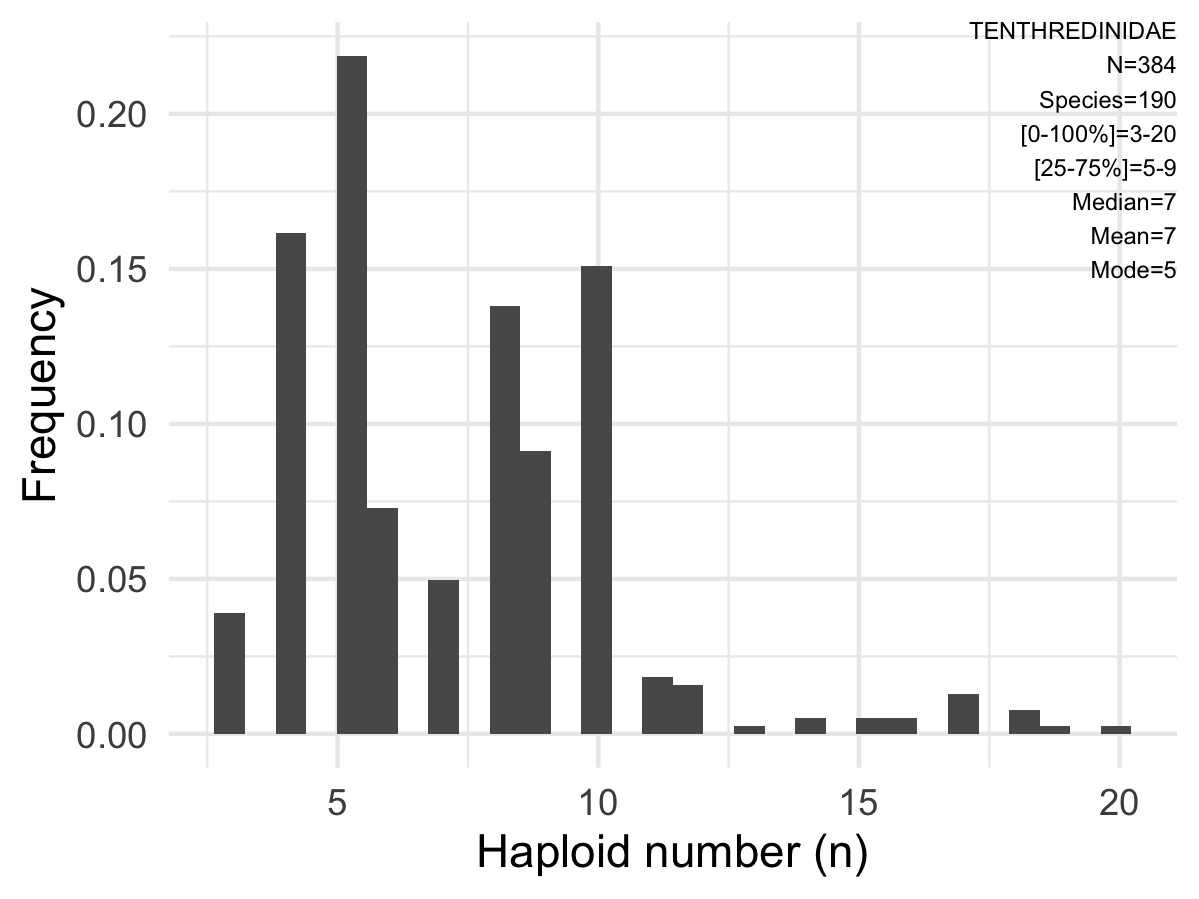 TENTHREDINIDAE
N=384
Species=190
[0-100%]=3-20
[25-75%]=5-9
Median=7
Mean=7
Mode=5
Frequency
0.20
0.15
0.10
0.05
0.00
5 10 15 20
Haploid number (n)